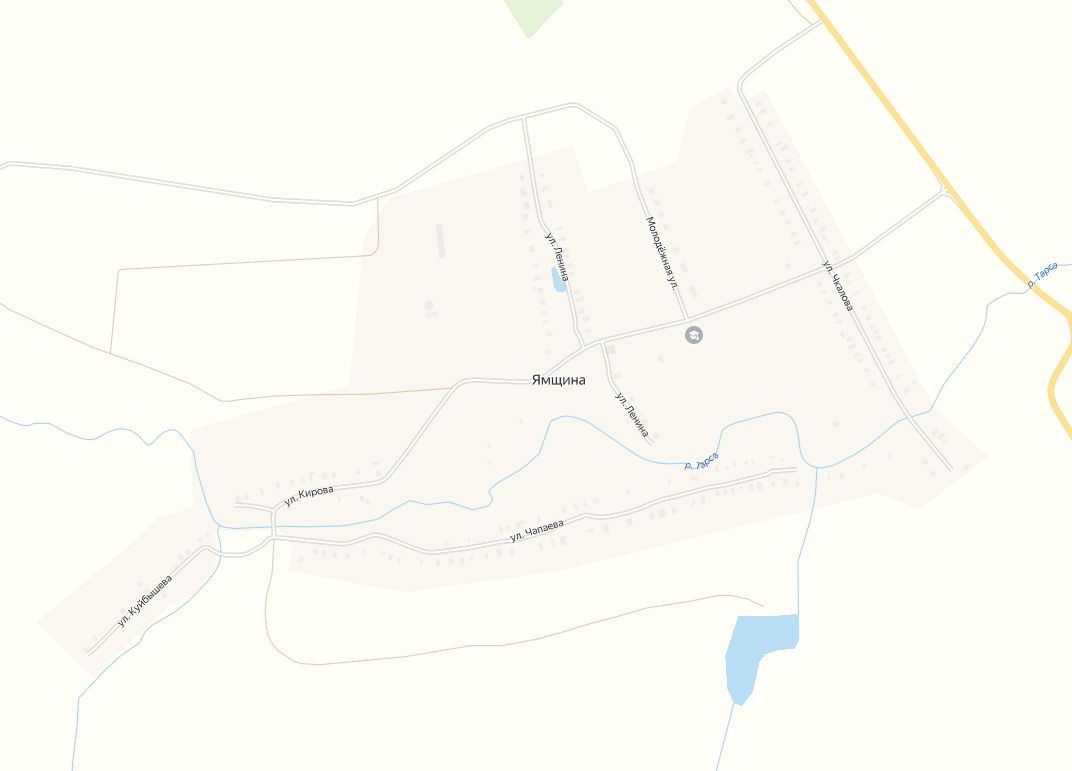 ул. Ленина
Молодёжная ул.
ул. Чкалова
р. Тарса
Ямщина
ул. Ленина
р. Тарса
ул. Кирова
ул. Чапаева
ул. Куйбышева